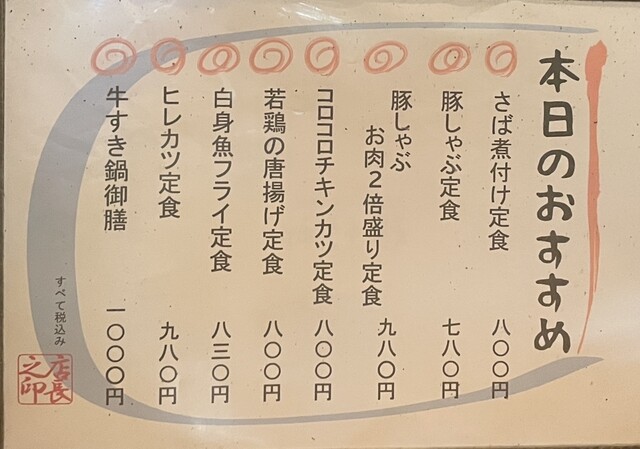 本日のおすすめ
さば煮付け定食 八〇〇円
豚しゃぶ定食 七八〇円
豚しゃぶ
お肉2倍盛り定食 九八〇円
コロコロチキンカツ定食 八〇〇円
若鶏の唐揚げ定食 八〇〇円
白身魚フライ定食 八三〇円
ヒレカツ定食 九八〇円
牛すき鍋御膳 一〇〇〇円
すべて税込み
店長
之印